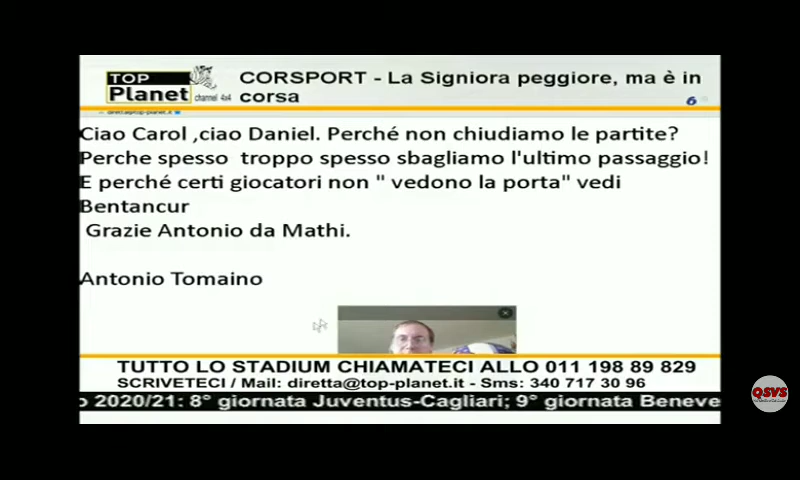 TOP
Planet
channel 4x4
CORSPORT - La Signiora peggiore, ma è in
corsa
6
diretta@top-planet.it
Ciao Carol ,ciao Daniel. Perché non chiudiamo le partite?
Perche spesso troppo spesso sbagliamo l'ultimo passaggio!
E perché certi giocatori non " vedono la porta" vedi
Bentancur
Grazie Antonio da Mathi.
Antonio Tomaino
TUTTO LO STADIUM CHIAMATECI ALLO 011 198 89 829
SCRIVETECI / Mail: diretta@top-planet.it - Sms: 340 717 30 96
o 2020/21: 8° giornata Juventus-Cagliari; 9° giornata Beneve
QSVS